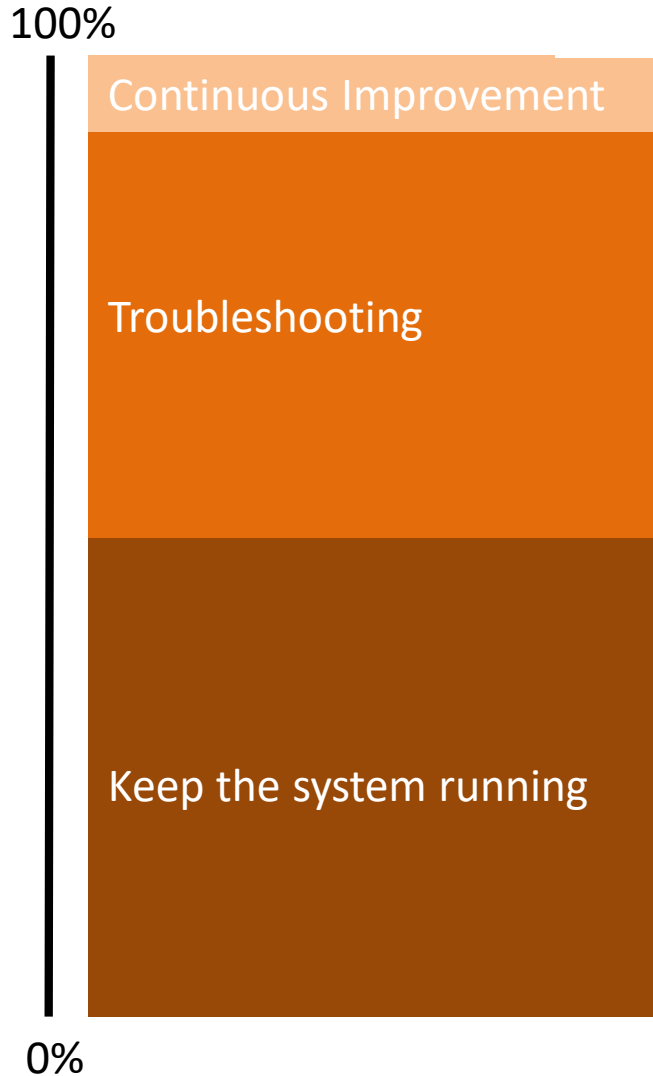 100%
Continuous Improvement
Troubleshooting
Keep the system running
0%